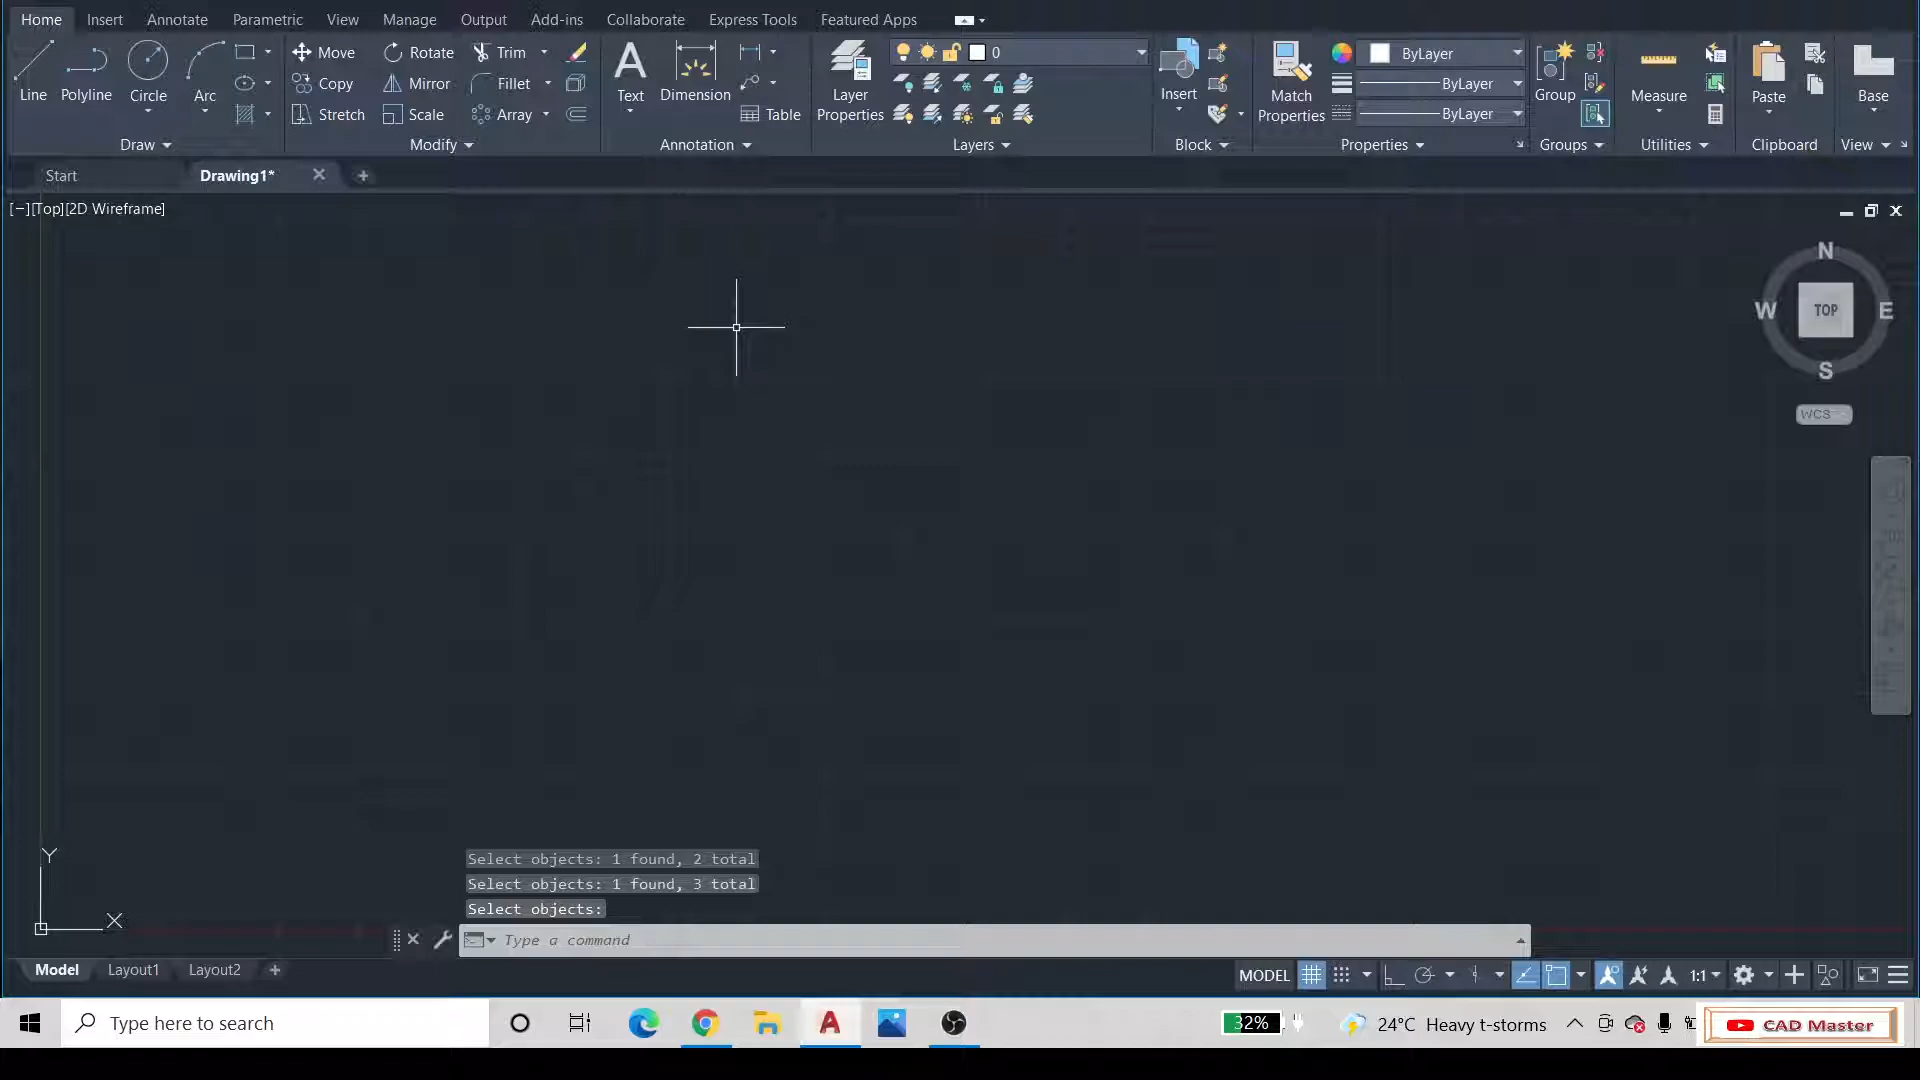 Home Insert Annotate Parametric View Manage Output Add-ins Collaborate Express Tools Featured Apps
Line Polyline Circle Arc
Move Rotate Trim
Copy Mirror Fillet
Stretch Scale Array
Text Dimension Table
Layer Properties
0
Insert
Match Properties
ByLayer
ByLayer
ByLayer
Group
Measure
Paste
Base
Draw Modify Annotation Layers Block Properties Groups Utilities Clipboard View
Start Drawing1*
[−][Top][2D Wireframe]
N
W TOP E
S
WCS
Y
X
Select objects: 1 found, 2 total
Select objects: 1 found, 3 total
Select objects:
Type a command
Model Layout1 Layout2
MODEL 1:1
Type here to search
32% 24°C Heavy t-storms
CAD Master